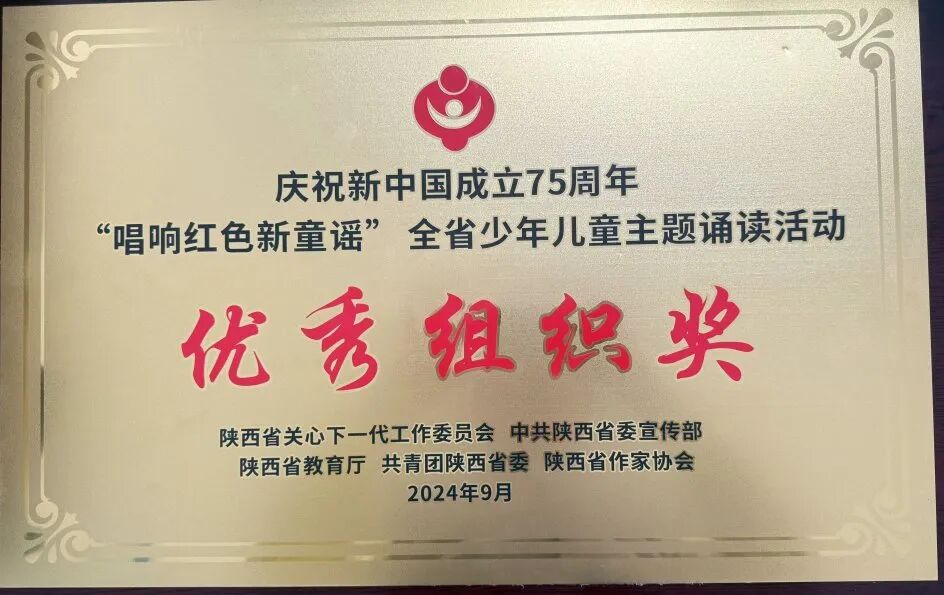 庆祝新中国成立75周年
“唱响红色新童谣” 全省少年儿童主题诵读活动
优秀组织奖
陕西省关心下一代工作委员会 中共陕西省委宣传部
陕西省教育厅 共青团陕西省委 陕西省作家协会
2024年9月